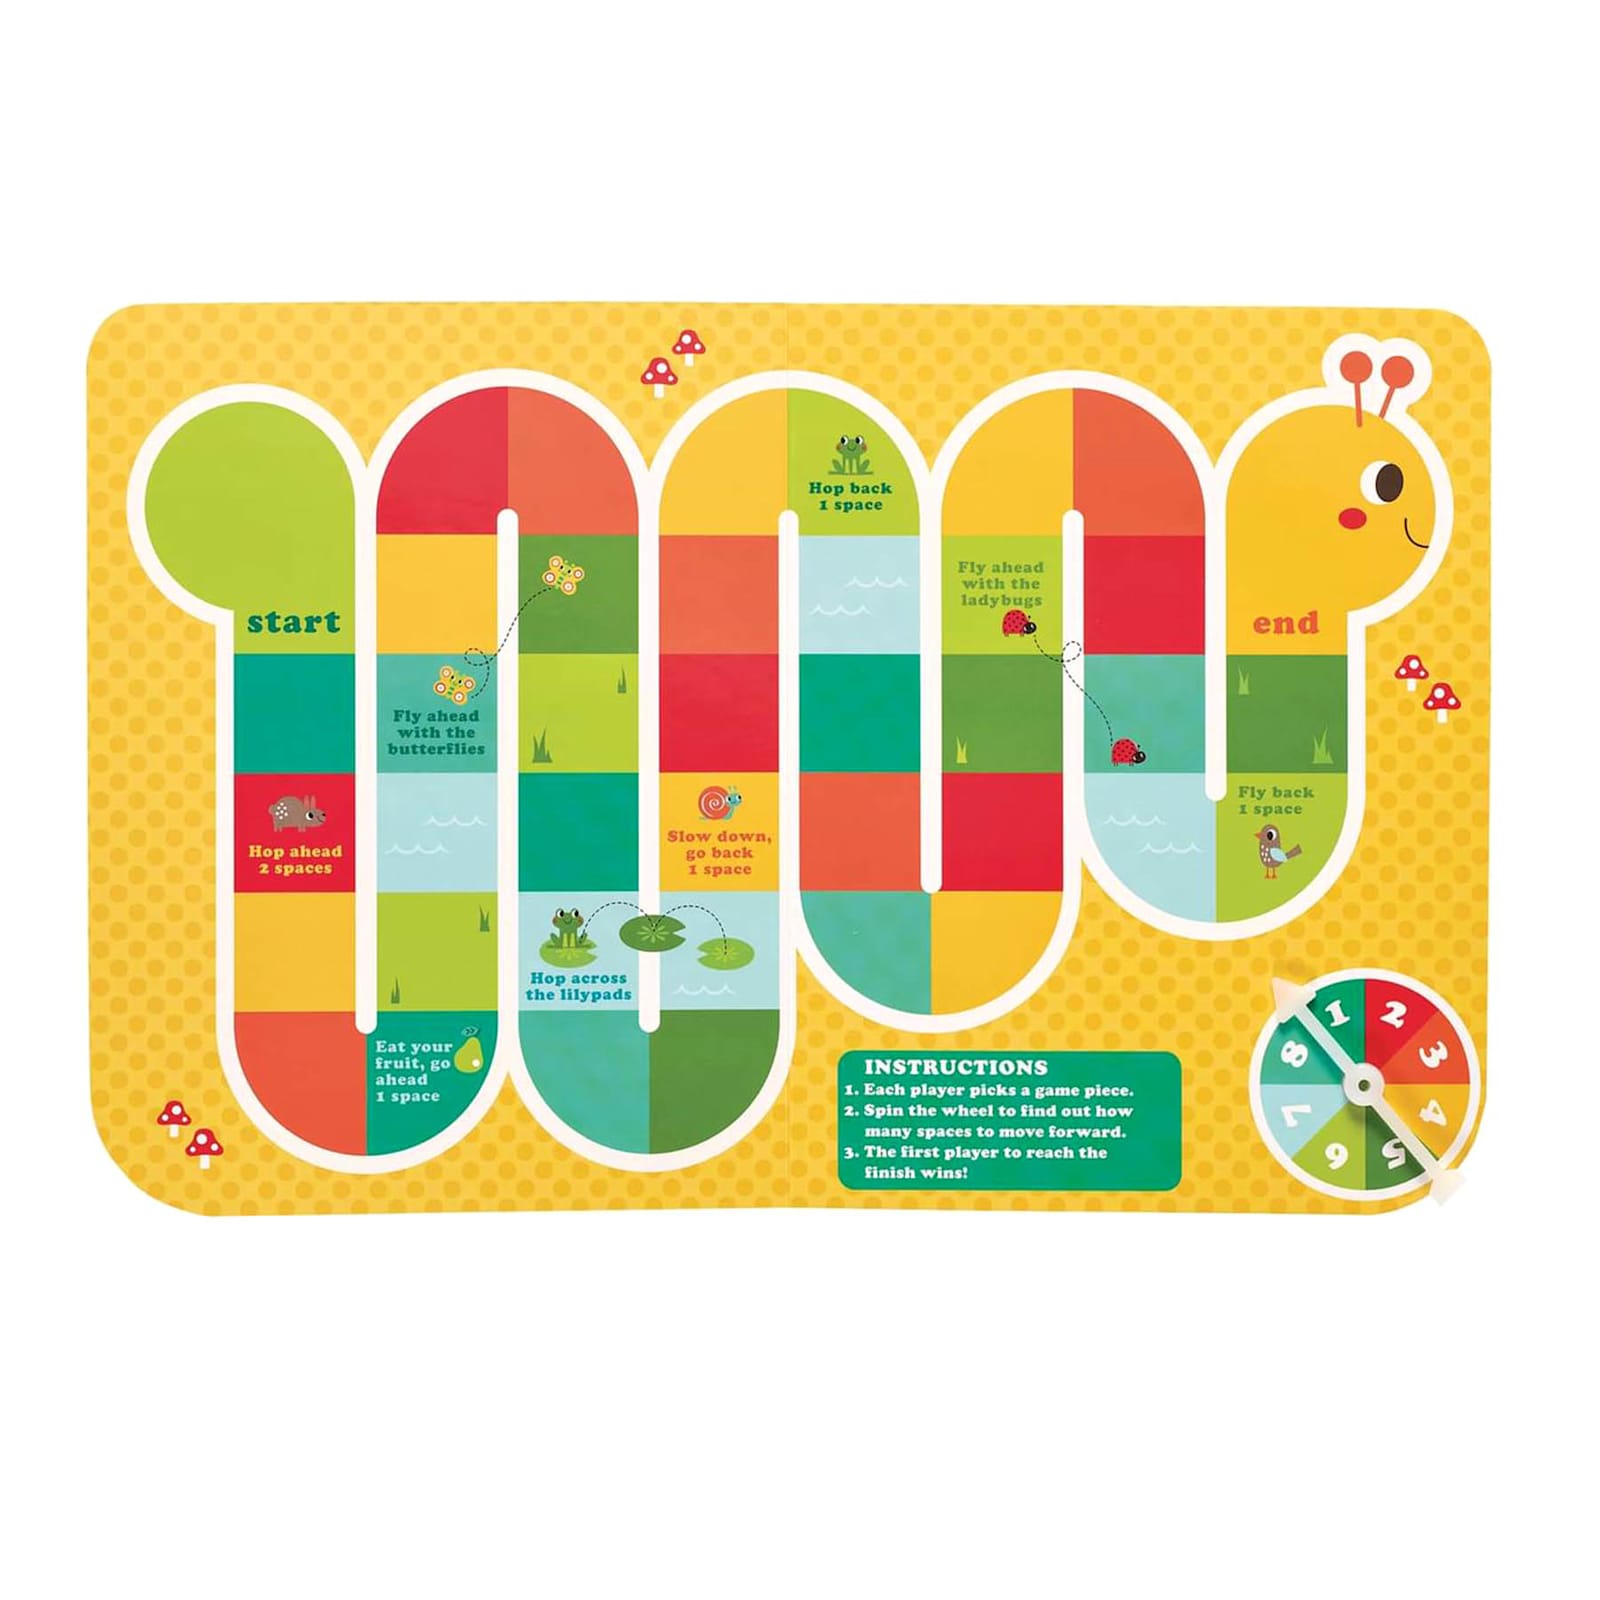 start
Hop ahead
2 spaces
Eat your
fruit, go
ahead
1 space
Fly ahead
with the
butterflies
Hop across
the lilypads
Slow down,
go back
1 space
Hop back
1 space
Fly ahead
with the
ladybugs
Fly back
1 space
end
INSTRUCTIONS
1. Each player picks a game piece.
2. Spin the wheel to find out how
many spaces to move forward.
3. The first player to reach the
finish wins!
1
2
3
4
5
6
7
8